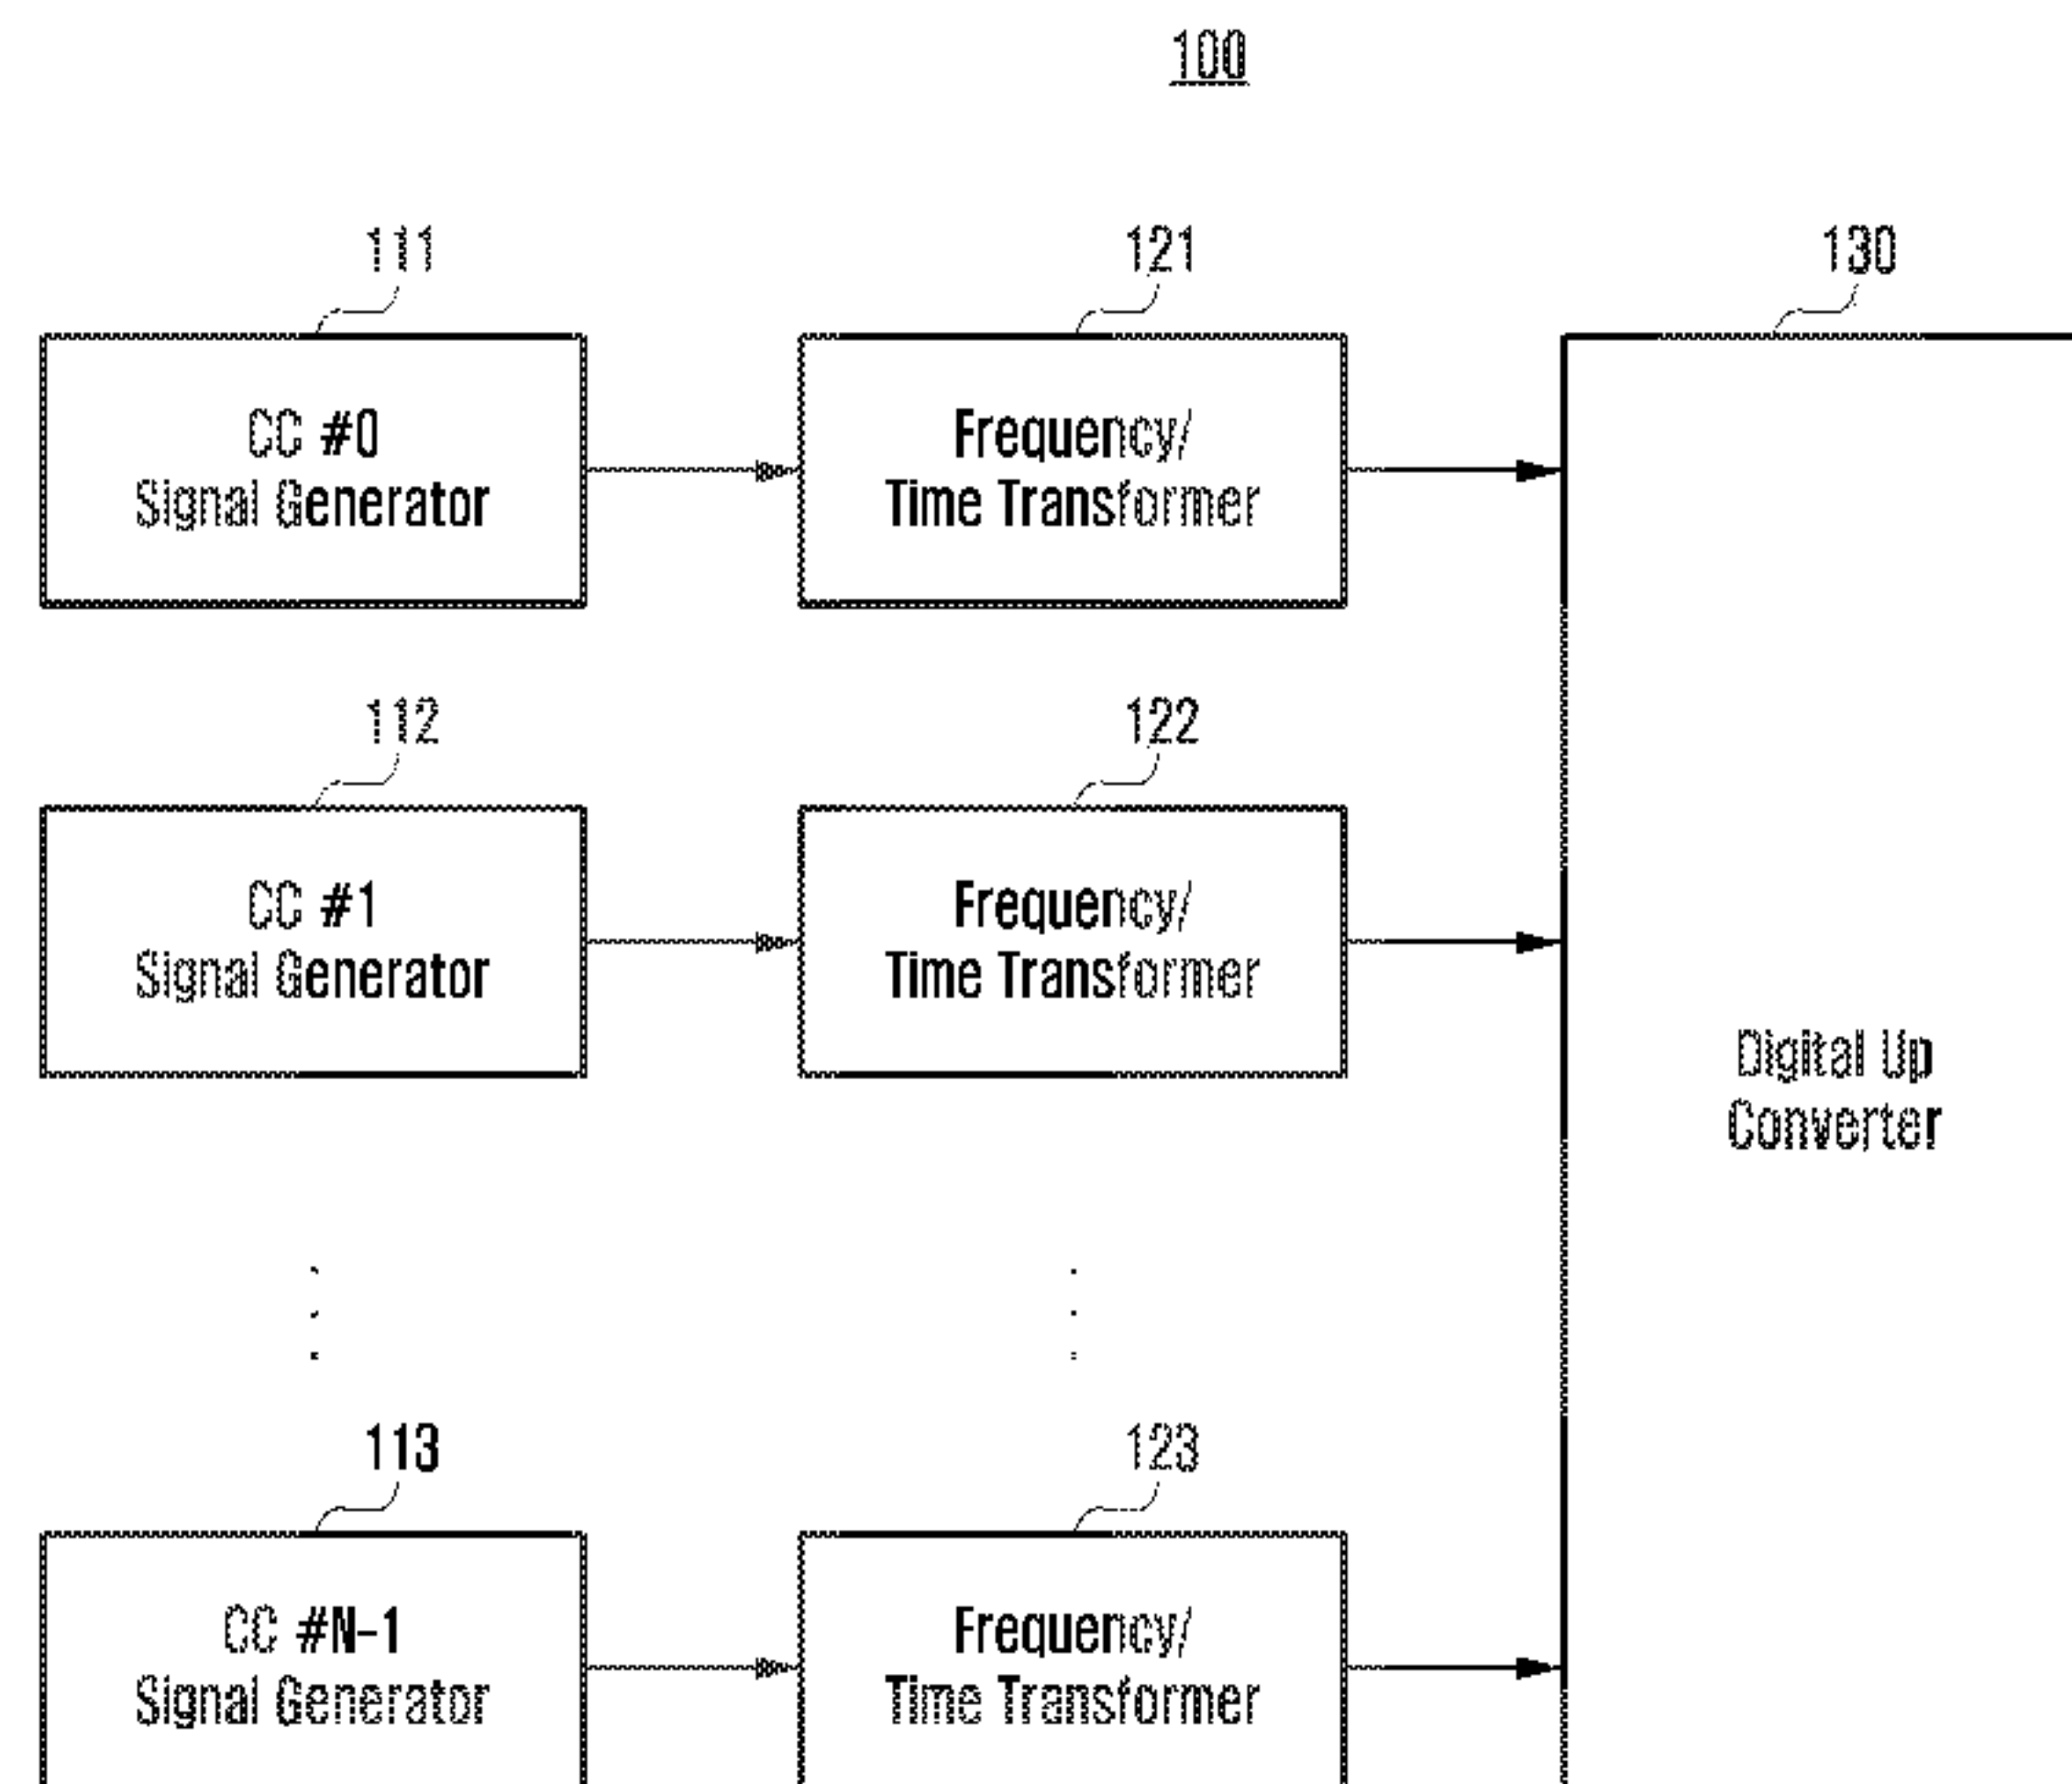 100
111
121
130
CC #0
Signal Generator
Frequency/
Time Transformer
112
122
CC #1
Signal Generator
Frequency/
Time Transformer
Digital Up
Converter
113
123
CC #N-1
Signal Generator
Frequency/
Time Transformer